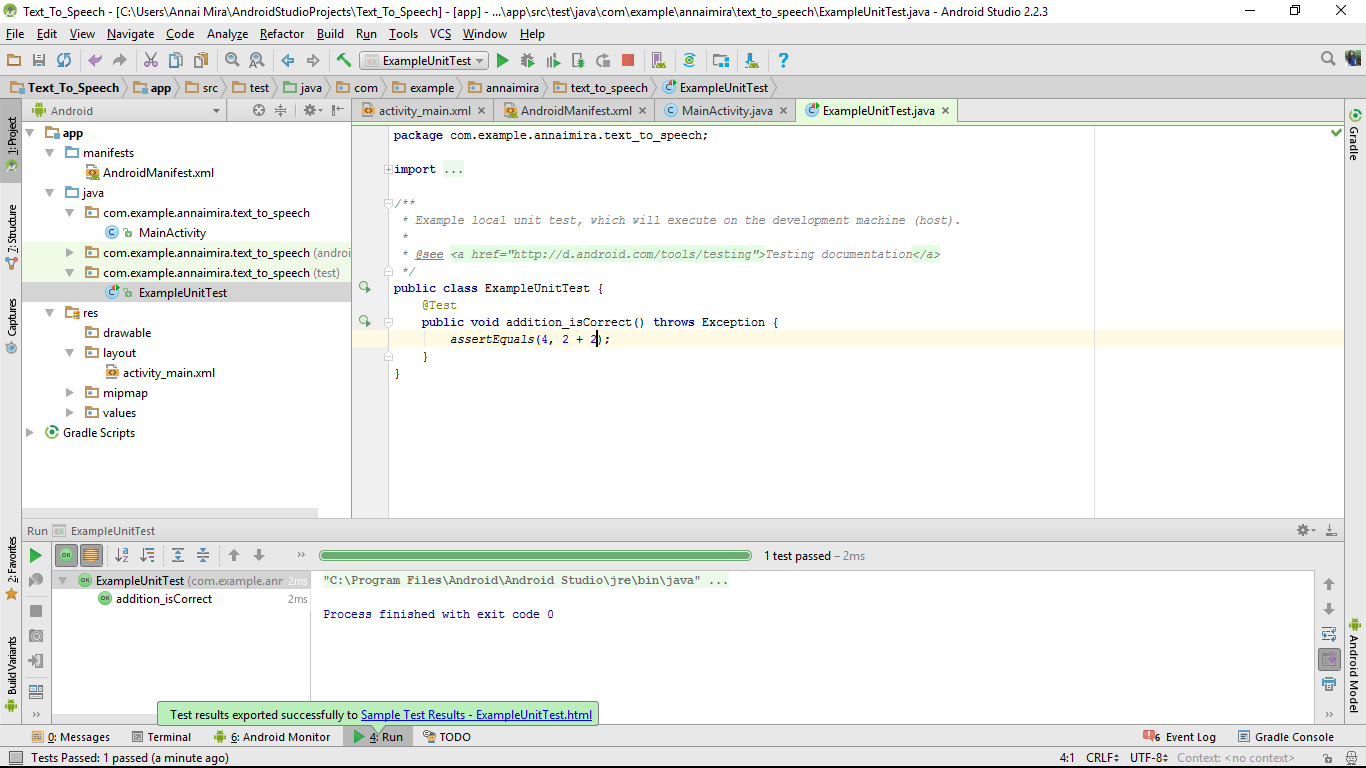 Text_To_Speech - [C:\Users\Annai Mira\AndroidStudioProjects\Text_To_Speech] - [app] - ...\app\src\test\java\com\example\annaimira\text_to_speech\ExampleUnitTest.java - Android Studio 2.2.3
File Edit View Navigate Code Analyze Refactor Build Run Tools VCS Window Help
ExampleUnitTest
Text_To_Speech app src test java com example annaimira text_to_speech ExampleUnitTest
Android
activity_main.xml AndroidManifest.xml MainActivity.java ExampleUnitTest.java
1: Project
7: Structure
Captures
2: Favorites
Build Variants
app
manifests
AndroidManifest.xml
java
com.example.annaimira.text_to_speech
MainActivity
com.example.annaimira.text_to_speech (androi
com.example.annaimira.text_to_speech (test)
ExampleUnitTest
res
drawable
layout
activity_main.xml
mipmap
values
Gradle Scripts
package com.example.annaimira.text_to_speech;
import ...
/**
* Example local unit test, which will execute on the development machine (host).
*
* @see <a href="http://d.android.com/tools/testing">Testing documentation</a>
*/
public class ExampleUnitTest {
@Test
public void addition_isCorrect() throws Exception {
assertEquals(4, 2 + 2);
}
}
Gradle
Android Model
Run ExampleUnitTest
1 test passed – 2ms
ExampleUnitTest (com.example.anr 2ms
addition_isCorrect 2ms
"C:\Program Files\Android\Android Studio\jre\bin\java" ...
Process finished with exit code 0
Test results exported successfully to Sample Test Results - ExampleUnitTest.html
0: Messages Terminal 6: Android Monitor 4: Run TODO 6 Event Log Gradle Console
Tests Passed: 1 passed (a minute ago) 4:1 CRLF UTF-8 Context: <no context>